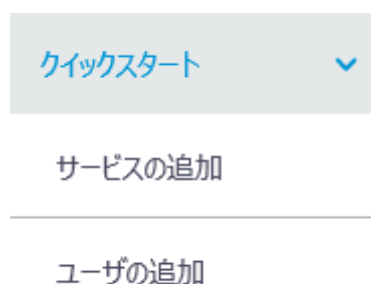 クイックスタート
サービスの追加
ユーザの追加